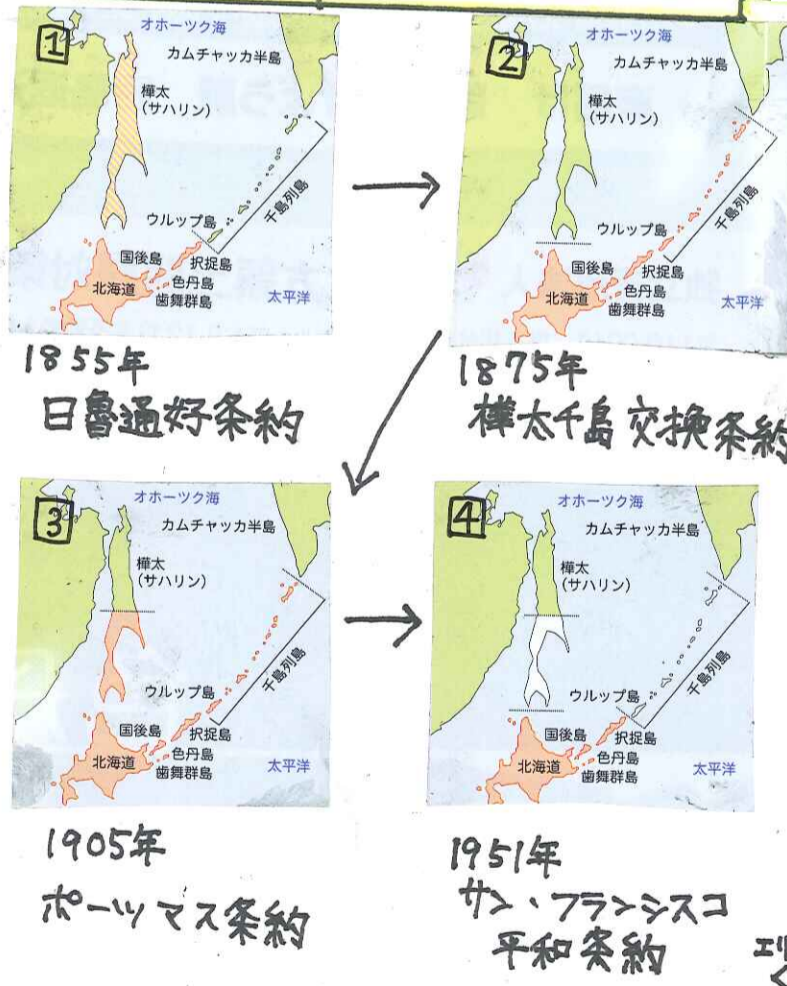 1
オホーツク海
カムチャッカ半島
樺太
(サハリン)
千島列島
ウルップ島
択捉島
国後島
色丹島
歯舞群島
北海道
太平洋
1855年
日魯通好条約
2
オホーツク海
カムチャッカ半島
樺太
(サハリン)
千島列島
ウルップ島
択捉島
国後島
色丹島
歯舞群島
北海道
太平洋
1875年
樺太千島交換条約
3
オホーツク海
カムチャッカ半島
樺太
(サハリン)
千島列島
ウルップ島
択捉島
国後島
色丹島
歯舞群島
北海道
太平洋
1905年
ポーツマス条約
4
オホーツク海
カムチャッカ半島
樺太
(サハリン)
千島列島
ウルップ島
択捉島
国後島
色丹島
歯舞群島
北海道
太平洋
1951年
サン・フランシスコ
平和条約